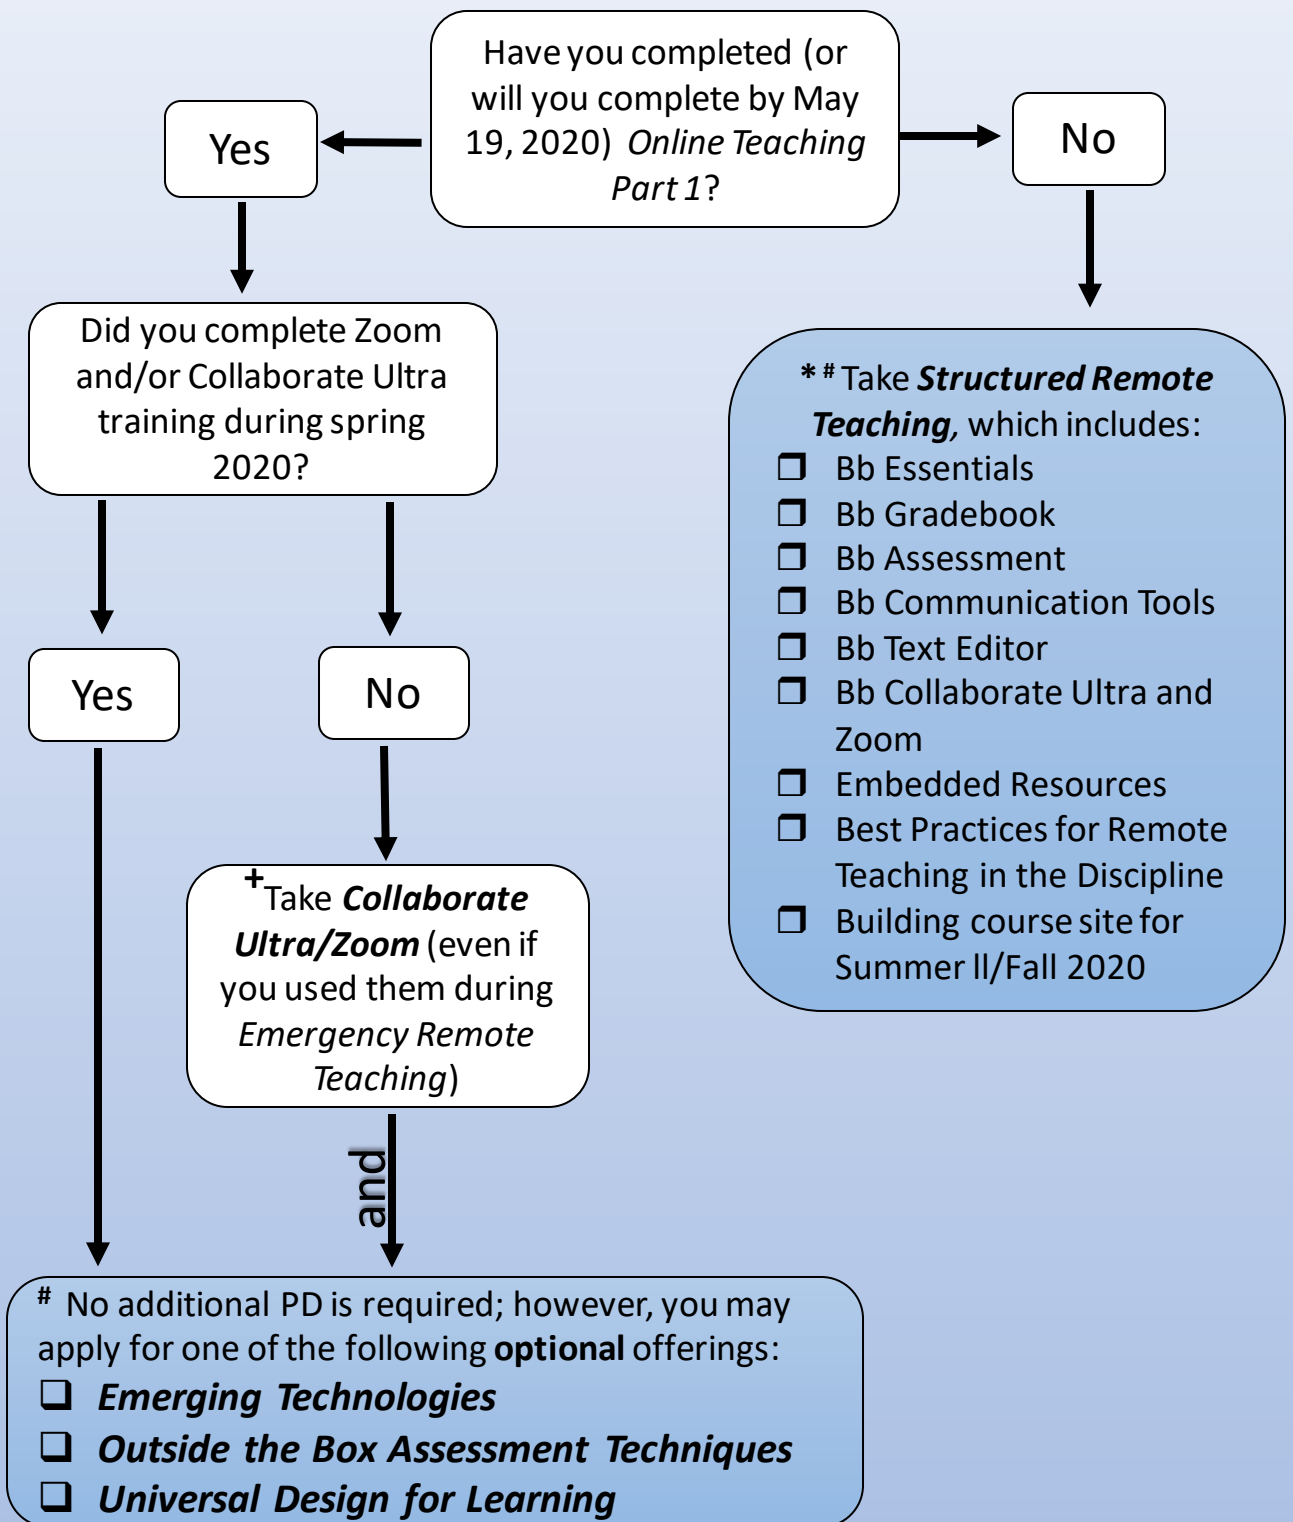 Have you completed (or
will you complete by May
19, 2020) Online Teaching
Part 1?
Yes
No
Did you complete Zoom
and/or Collaborate Ultra
training during spring
2020?
* # Take Structured Remote
Teaching, which includes:
❒ Bb Essentials
❒ Bb Gradebook
❒ Bb Assessment
❒ Bb Communication Tools
❒ Bb Text Editor
❒ Bb Collaborate Ultra and
Zoom
❒ Embedded Resources
❒ Best Practices for Remote
Teaching in the Discipline
❒ Building course site for
Summer ll/Fall 2020
Yes
No
+Take Collaborate
Ultra/Zoom (even if
you used them during
Emergency Remote
Teaching)
and
# No additional PD is required; however, you may
apply for one of the following optional offerings:
❑ Emerging Technologies
❑ Outside the Box Assessment Techniques
❑ Universal Design for Learning